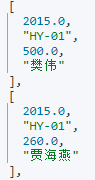 [
2015.0,
"HY-01",
500.0,
"樊伟"
],
[
2015.0,
"HY-01",
260.0,
"贾海燕"
],